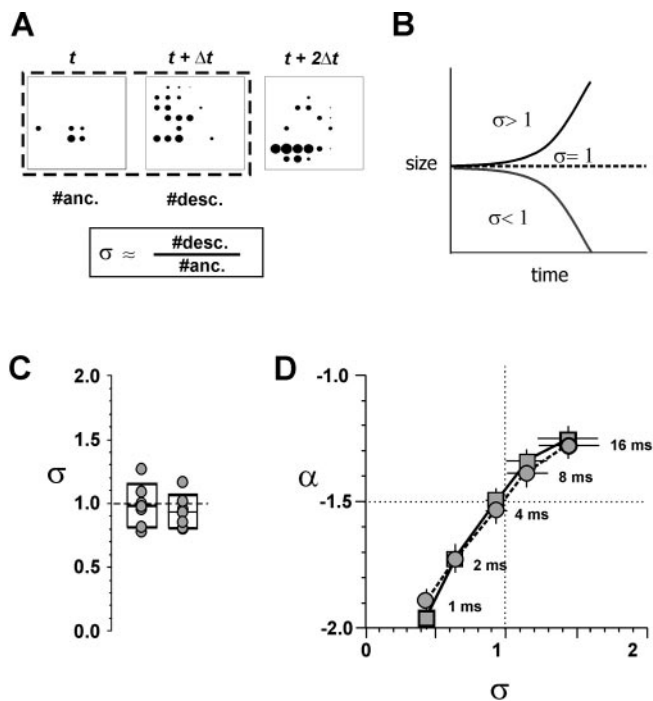 A
t
t + Δt
t + 2Δt
#anc.
#desc.
σ ≈ #desc.
#anc.
B
size
σ> 1
σ= 1
σ< 1
time
C
2.0
1.5
σ
1.0
0.5
0.0
D
-1.0
α
-1.5
-2.0
16 ms
8 ms
4 ms
2 ms
1 ms
0
1
2
σ